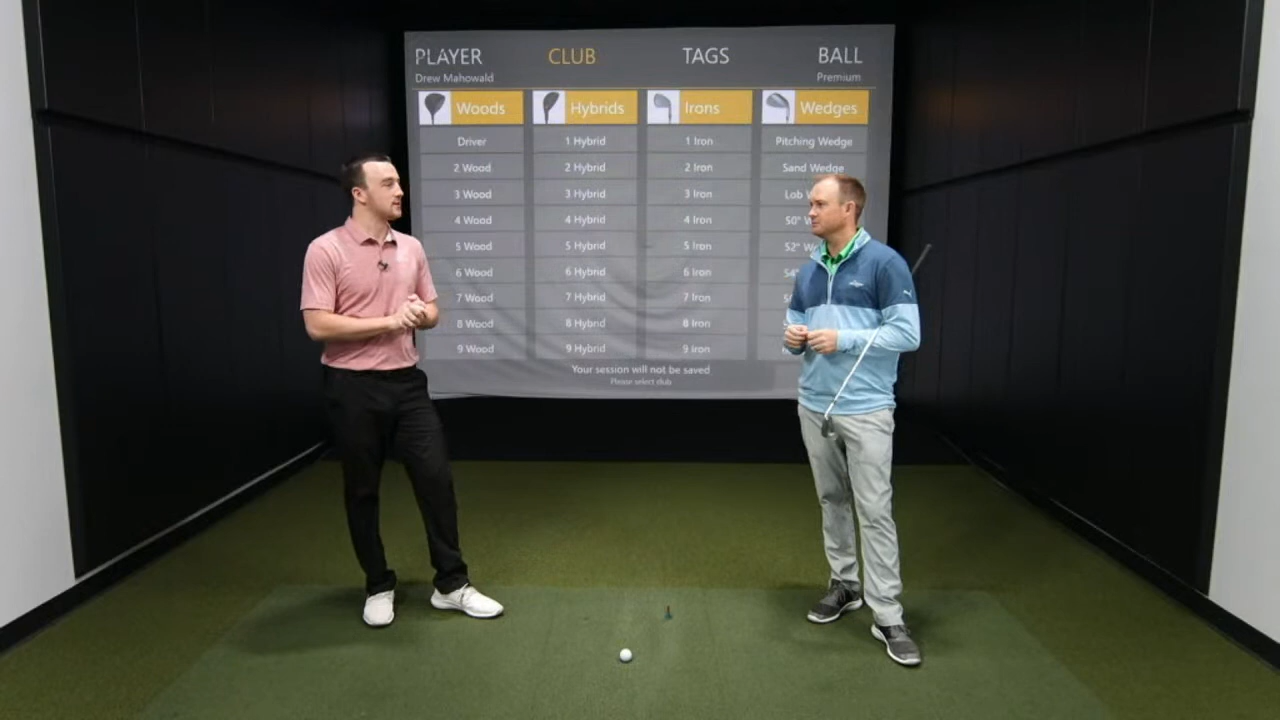 PLAYER CLUB TAGS BALL
Drew Mahowald Premium
Woods Hybrids Irons Wedges
Driver 1 Hybrid 1 Iron Pitching Wedge
2 Wood 2 Hybrid 2 Iron Sand Wedge
3 Wood 3 Hybrid 3 Iron Lob
4 Wood 4 Hybrid 4 Iron 50°
5 Wood 5 Hybrid 5 Iron 52°
6 Wood 6 Hybrid 6 Iron
7 Wood 7 Hybrid 7 Iron
8 Wood 8 Hybrid 8 Iron
9 Wood 9 Hybrid 9 Iron
Your session will not be saved
Please select club